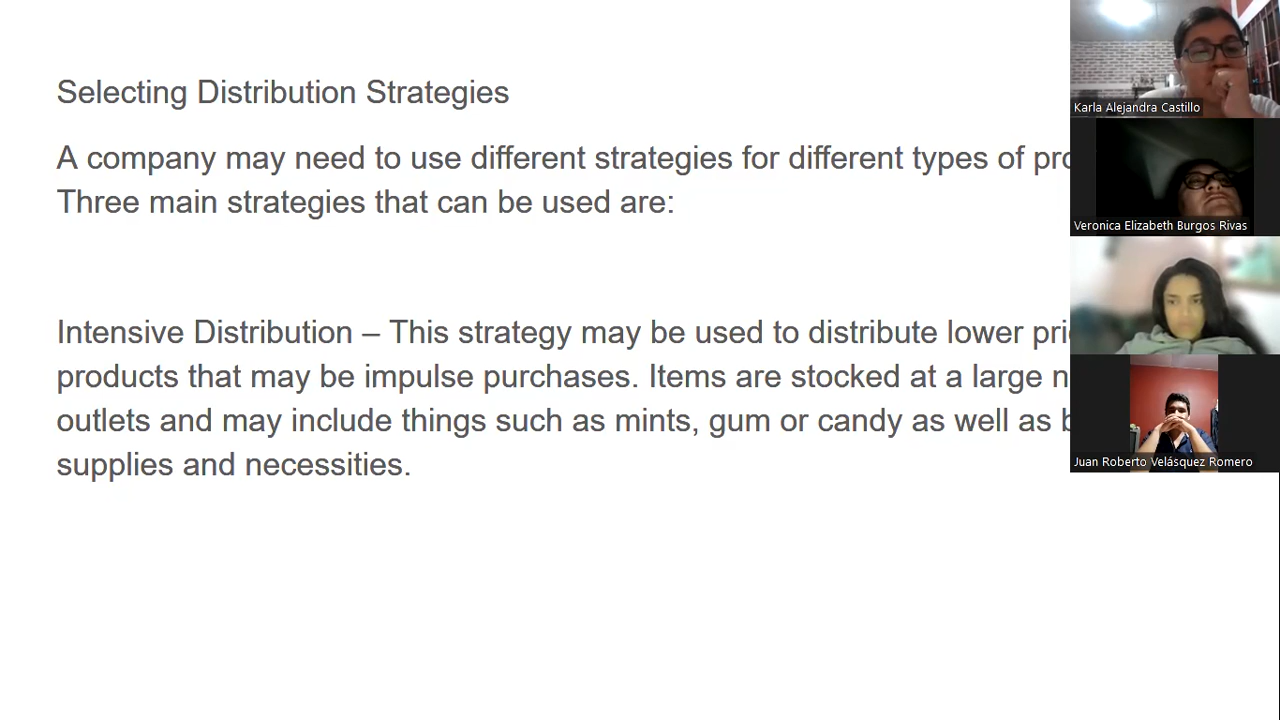 Selecting Distribution Strategies
A company may need to use different strategies for different types of
Three main strategies that can be used are:
Intensive Distribution – This strategy may be used to distribute lower
products that may be impulse purchases. Items are stocked at a large
outlets and may include things such as mints, gum or candy as well as
supplies and necessities.
Karla Alejandra Castillo
Veronica Elizabeth Burgos Rivas
Juan Roberto Velásquez Romero